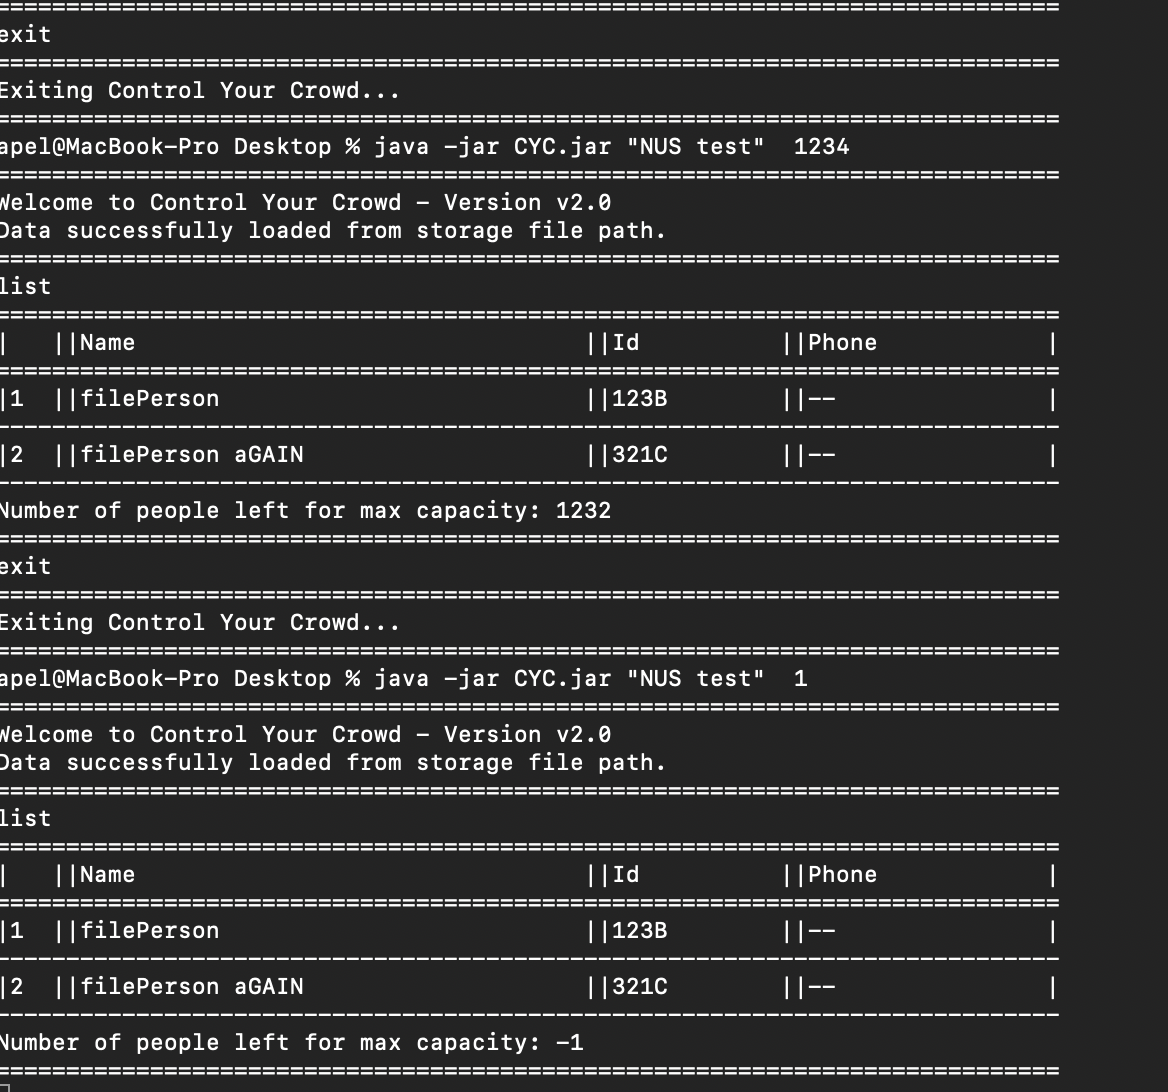 exit
Exiting Control Your Crowd...
apel@MacBook-Pro Desktop % java -jar CYC.jar "NUS test"  1234
Welcome to Control Your Crowd - Version v2.0
Data successfully loaded from storage file path.
list
|   ||Name                                ||Id          ||Phone            |
|1  ||filePerson                          ||123B        ||--               |
|2  ||filePerson aGAIN                    ||321C        ||--               |
Number of people left for max capacity: 1232
exit
Exiting Control Your Crowd...
apel@MacBook-Pro Desktop % java -jar CYC.jar "NUS test"  1
Welcome to Control Your Crowd - Version v2.0
Data successfully loaded from storage file path.
list
|   ||Name                                ||Id          ||Phone            |
|1  ||filePerson                          ||123B        ||--               |
|2  ||filePerson aGAIN                    ||321C        ||--               |
Number of people left for max capacity: -1